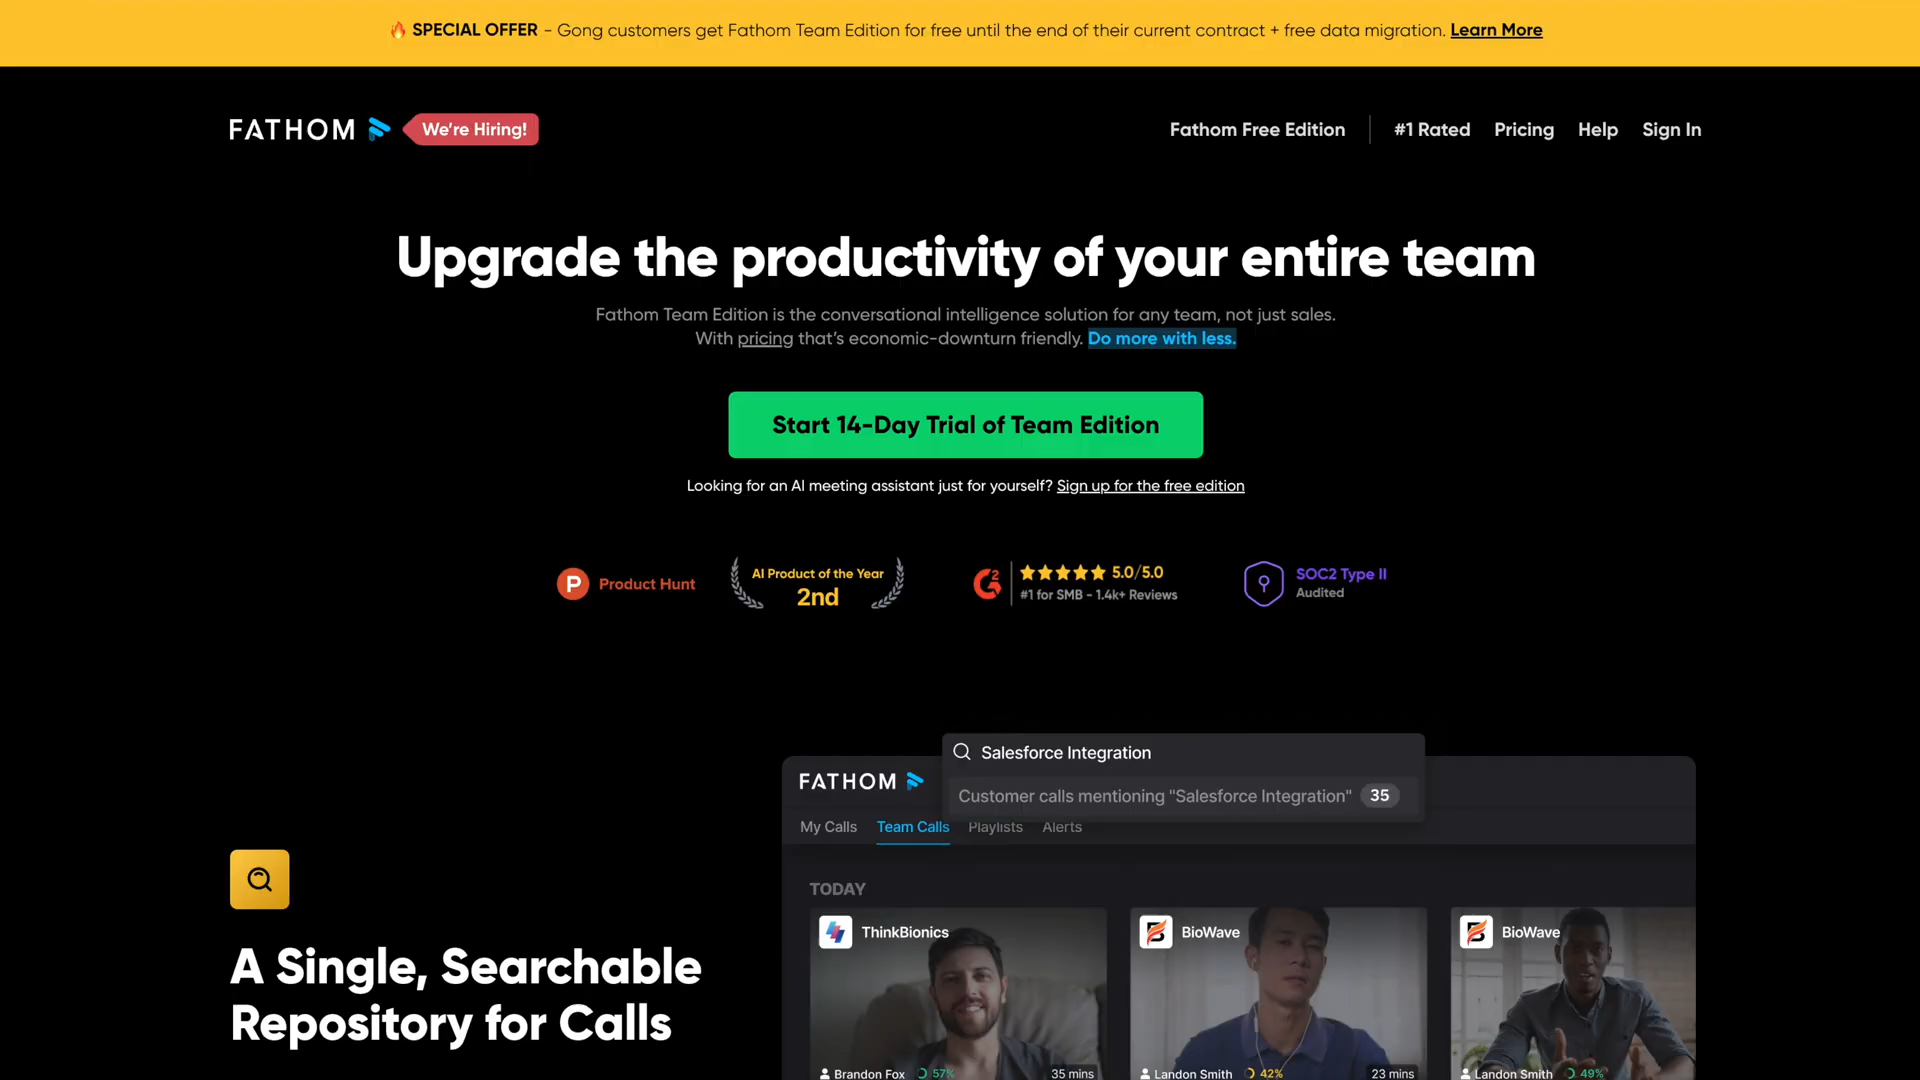 🔥 SPECIAL OFFER - Gong customers get Fathom Team Edition for free until the end of their current contract + free data migration. Learn More
FATHOM We're Hiring!
Fathom Free Edition #1 Rated Pricing Help Sign In
Upgrade the productivity of your entire team
Fathom Team Edition is the conversational intelligence solution for any team, not just sales.
With pricing that's economic-downturn friendly. Do more with less.
Start 14-Day Trial of Team Edition
Looking for an AI meeting assistant just for yourself? Sign up for the free edition
P Product Hunt
AI Product of the Year
2nd
G2
5.0/5.0
#1 for SMB - 1.4k+ Reviews
SOC2 Type II
Audited
Salesforce Integration
Customer calls mentioning "Salesforce Integration" 35
FATHOM
My Calls Team Calls Playlists Alerts
TODAY
ThinkBionics
Brandon Fox 57% 35 mins
BioWave
Landon Smith 42% 23 mins
BioWave
Landon Smith 49%
A Single, Searchable
Repository for Calls